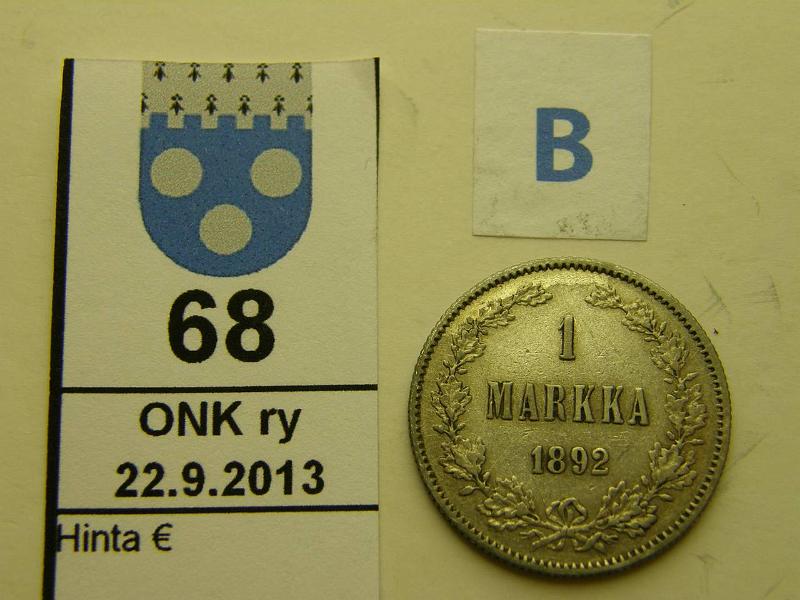 68
ONK ry
22.9.2013
Hinta €
B
1
MARKKA
1892